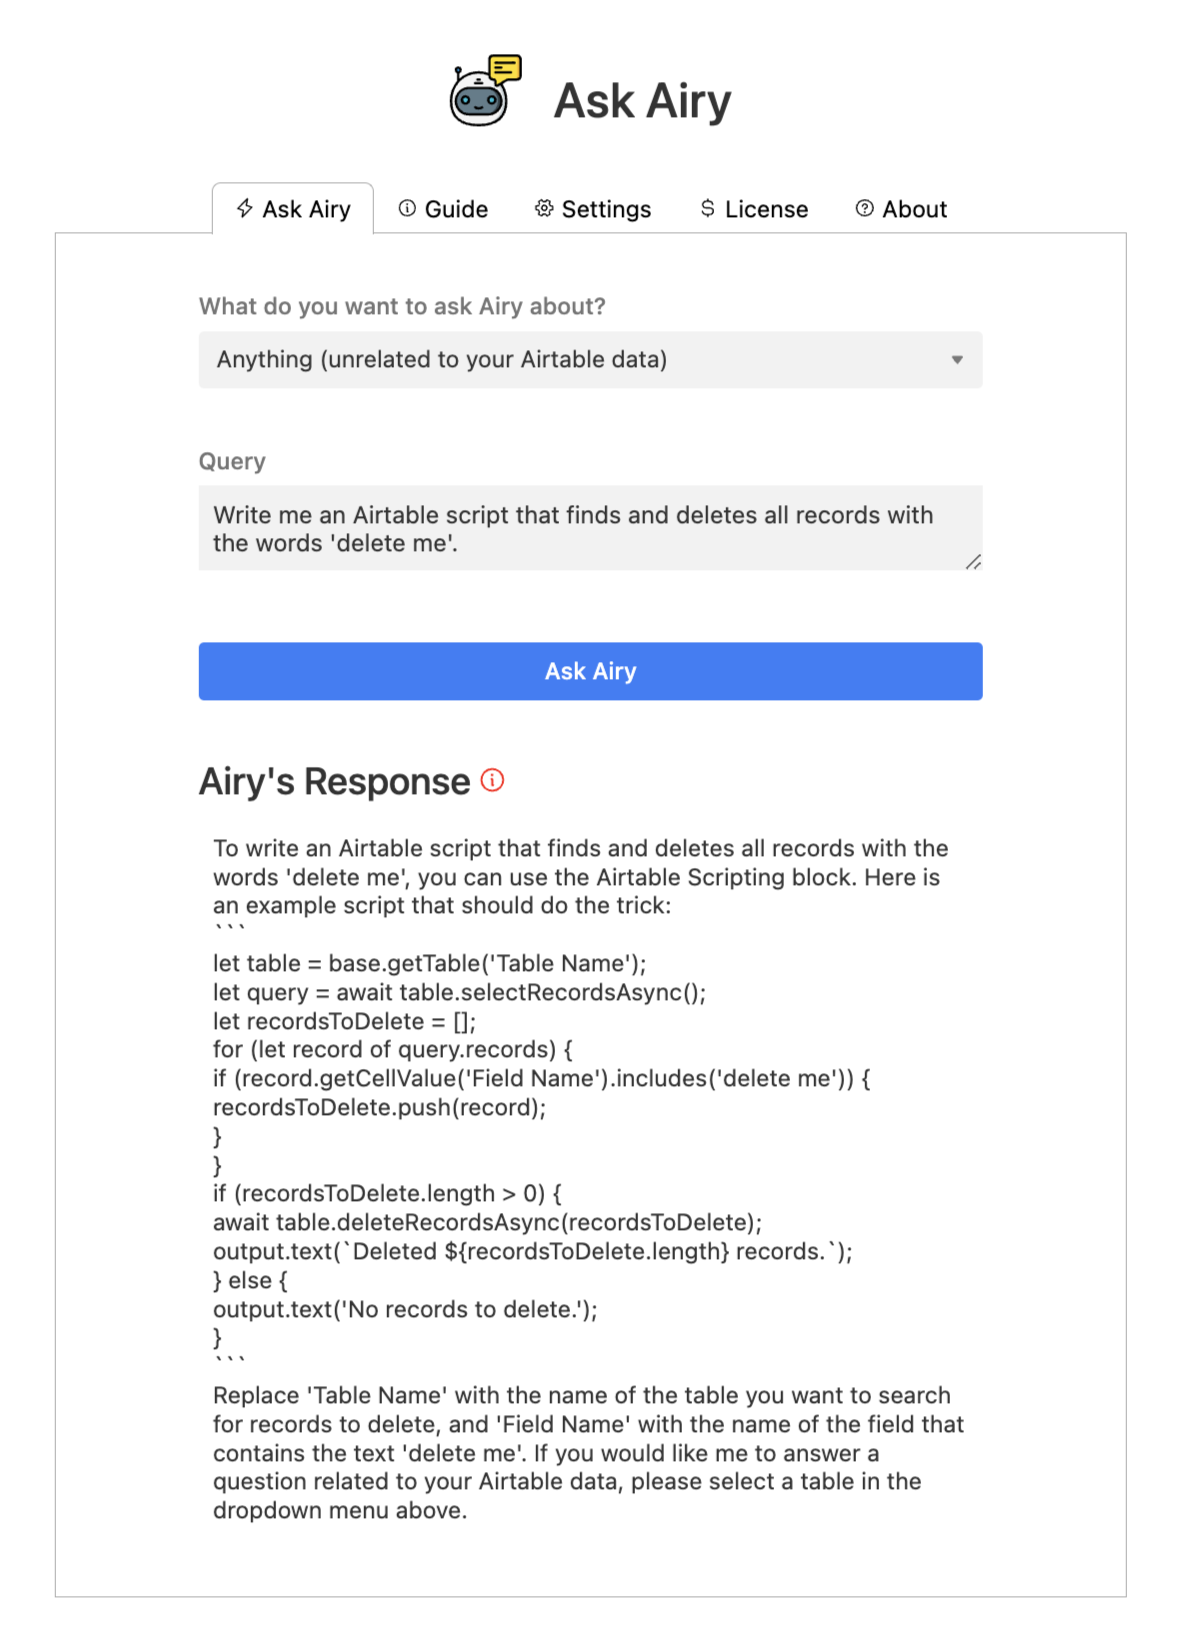 Ask Airy
Ask Airy
Guide
Settings
License
About
What do you want to ask Airy about?
Anything (unrelated to your Airtable data)
Query
Write me an Airtable script that finds and deletes all records with
the words 'delete me'.
Ask Airy
Airy's Response
To write an Airtable script that finds and deletes all records with the
words 'delete me', you can use the Airtable Scripting block. Here is
an example script that should do the trick:
```
let table = base.getTable('Table Name');
let query = await table.selectRecordsAsync();
let recordsToDelete = [];
for (let record of query.records) {
if (record.getCellValue('Field Name').includes('delete me')) {
recordsToDelete.push(record);
}
}
if (recordsToDelete.length > 0) {
await table.deleteRecordsAsync(recordsToDelete);
output.text(`Deleted ${recordsToDelete.length} records.`);
} else {
output.text('No records to delete.');
}
```
Replace 'Table Name' with the name of the table you want to search
for records to delete, and 'Field Name' with the name of the field that
contains the text 'delete me'. If you would like me to answer a
question related to your Airtable data, please select a table in the
dropdown menu above.